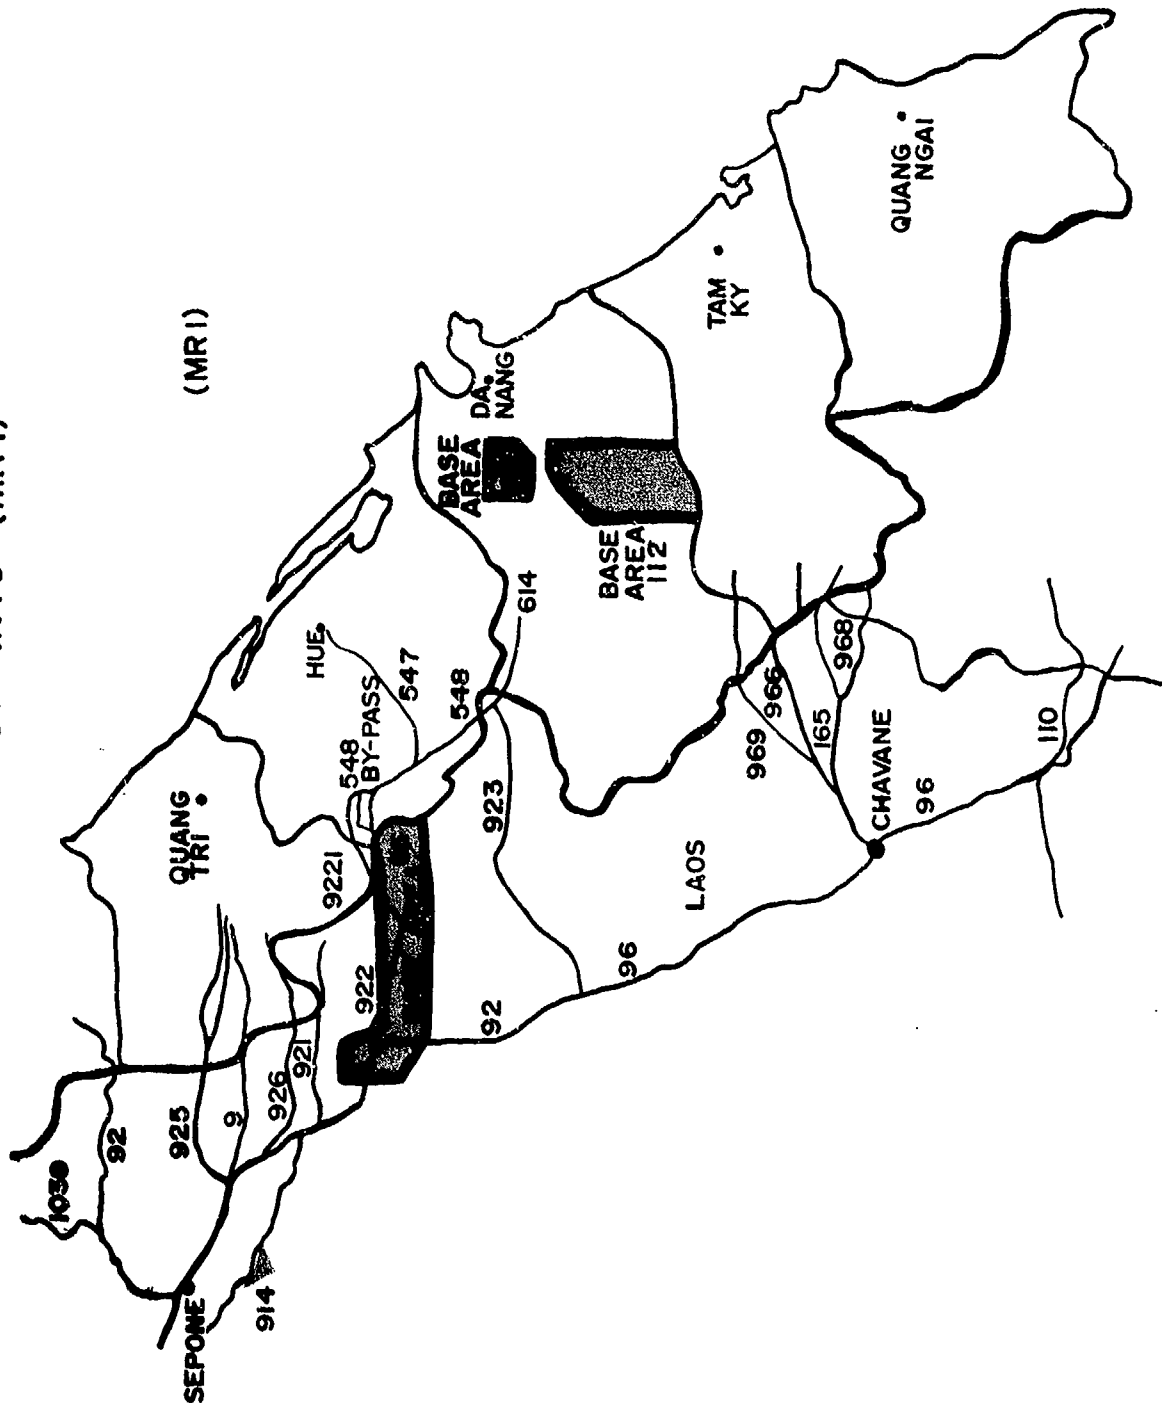 (MR I)
92
925
QUANG
TRI
SEPONE
9
914
926
921
HUE
9221
548
BY-PASS
922
547
548
BASE
AREA
DA
NANG
92
923
614
BASE
AREA
112
96
LAOS
TAM
KY
969
966
165
968
CHAVANE
QUANG
NGAI
96
110